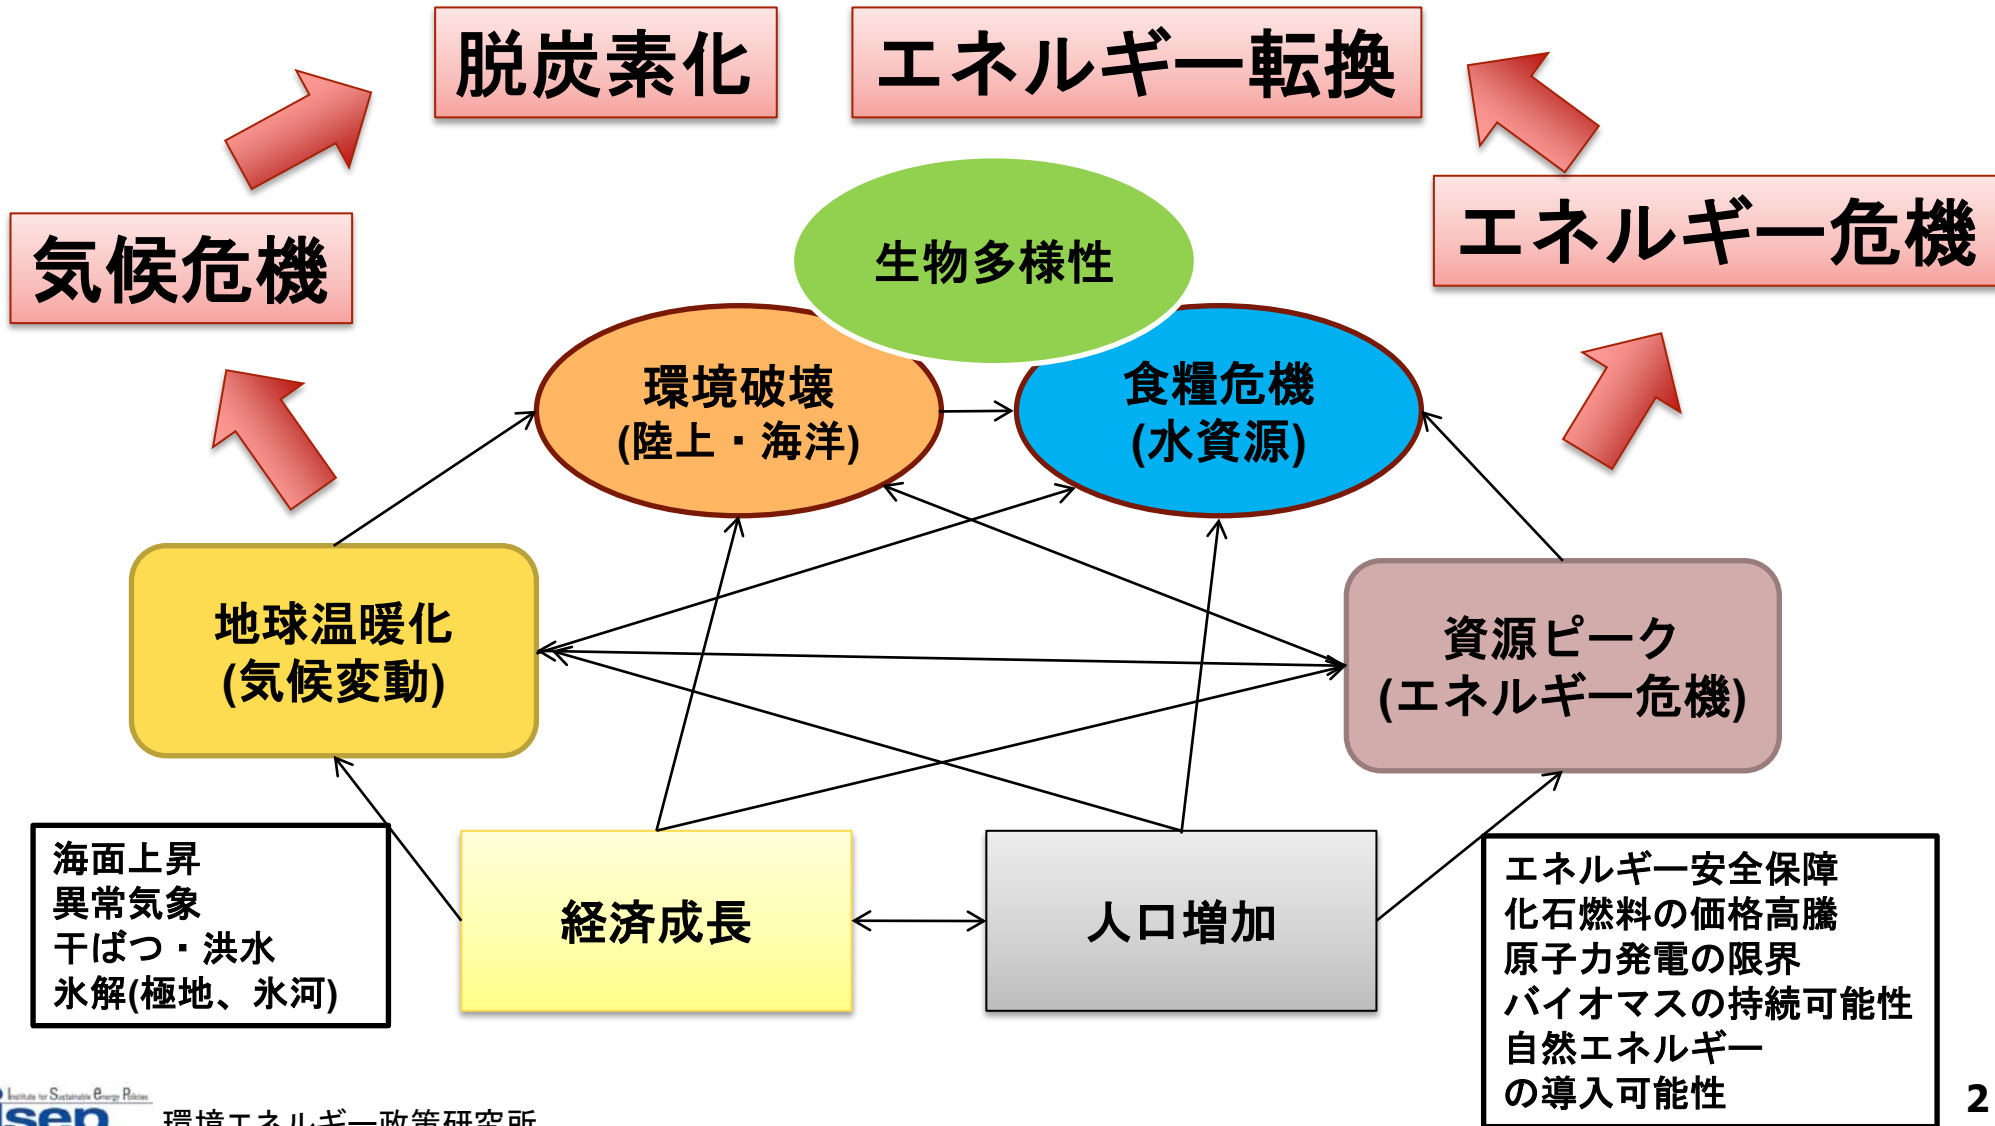 脱炭素化
エネルギー転換
気候危機
生物多様性
エネルギー危機
環境破壊
(陸上・海洋)
食糧危機
(水資源)
地球温暖化
(気候変動)
資源ピーク
(エネルギー危機)
海面上昇
異常気象
干ばつ・洪水
氷解(極地、氷河)
経済成長
人口増加
エネルギー安全保障
化石燃料の価格高騰
原子力発電の限界
バイオマスの持続可能性
自然エネルギー
の導入可能性
Institute for Sustainable Energy Policies
isep
環境エネルギー政策研究所
2